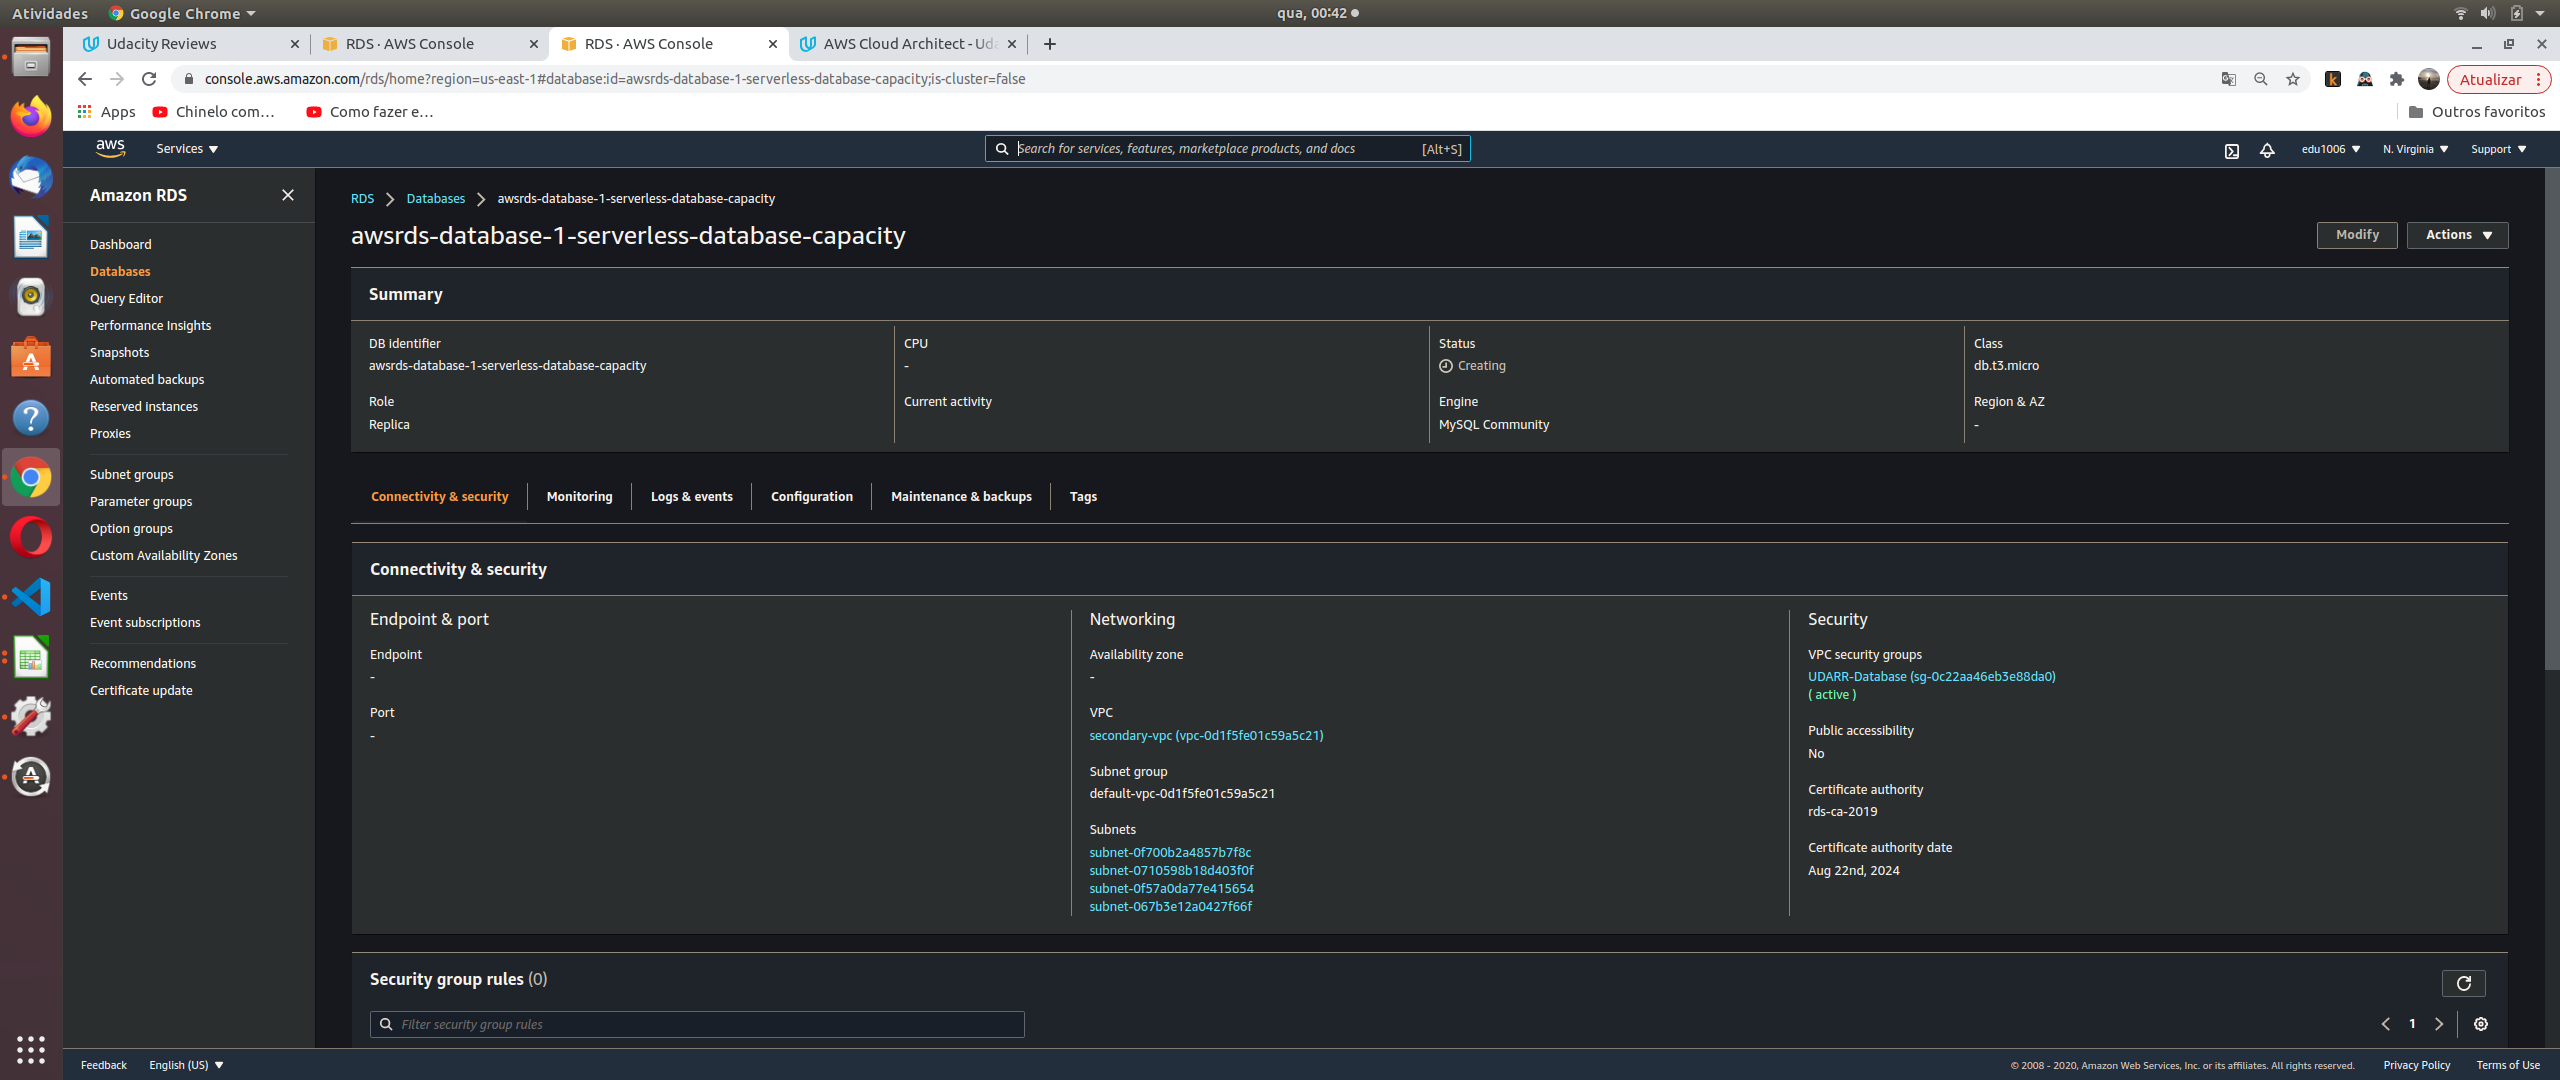 Atividades
Google Chrome
qua, 00:42
Udacity Reviews
RDS · AWS Console
RDS · AWS Console
AWS Cloud Architect - Uda
console.aws.amazon.com/rds/home?region=us-east-1#database:id=awsrds-database-1-serverless-database-capacity;is-cluster=false
Atualizar
Apps
Chinelo com...
Como fazer e...
Outros favoritos
aws
Services
Search for services, features, marketplace products, and docs
[Alt+S]
edu1006
N. Virginia
Support
Amazon RDS
Dashboard
Databases
Query Editor
Performance Insights
Snapshots
Automated backups
Reserved instances
Proxies
Subnet groups
Parameter groups
Option groups
Custom Availability Zones
Events
Event subscriptions
Recommendations
Certificate update
RDS
Databases
awsrds-database-1-serverless-database-capacity
awsrds-database-1-serverless-database-capacity
Modify
Actions
Summary
DB identifier
awsrds-database-1-serverless-database-capacity
CPU
-
Status
Creating
Class
db.t3.micro
Role
Replica
Current activity
Engine
MySQL Community
Region & AZ
-
Connectivity & security
Monitoring
Logs & events
Configuration
Maintenance & backups
Tags
Connectivity & security
Endpoint & port
Endpoint
-
Port
-
Networking
Availability zone
-
VPC
secondary-vpc (vpc-0d1f5fe01c59a5c21)
Subnet group
default-vpc-0d1f5fe01c59a5c21
Subnets
subnet-0f700b2a4857b7f8c
subnet-0710598b18d403f0f
subnet-0f57a0da77e415654
subnet-067b3e12a0427f66f
Security
VPC security groups
UDARR-Database (sg-0c22aa46eb3e88da0)
( active )
Public accessibility
No
Certificate authority
rds-ca-2019
Certificate authority date
Aug 22nd, 2024
Security group rules (0)
Filter security group rules
1
Feedback
English (US)
© 2008 - 2020, Amazon Web Services, Inc. or its affiliates. All rights reserved.
Privacy Policy
Terms of Use